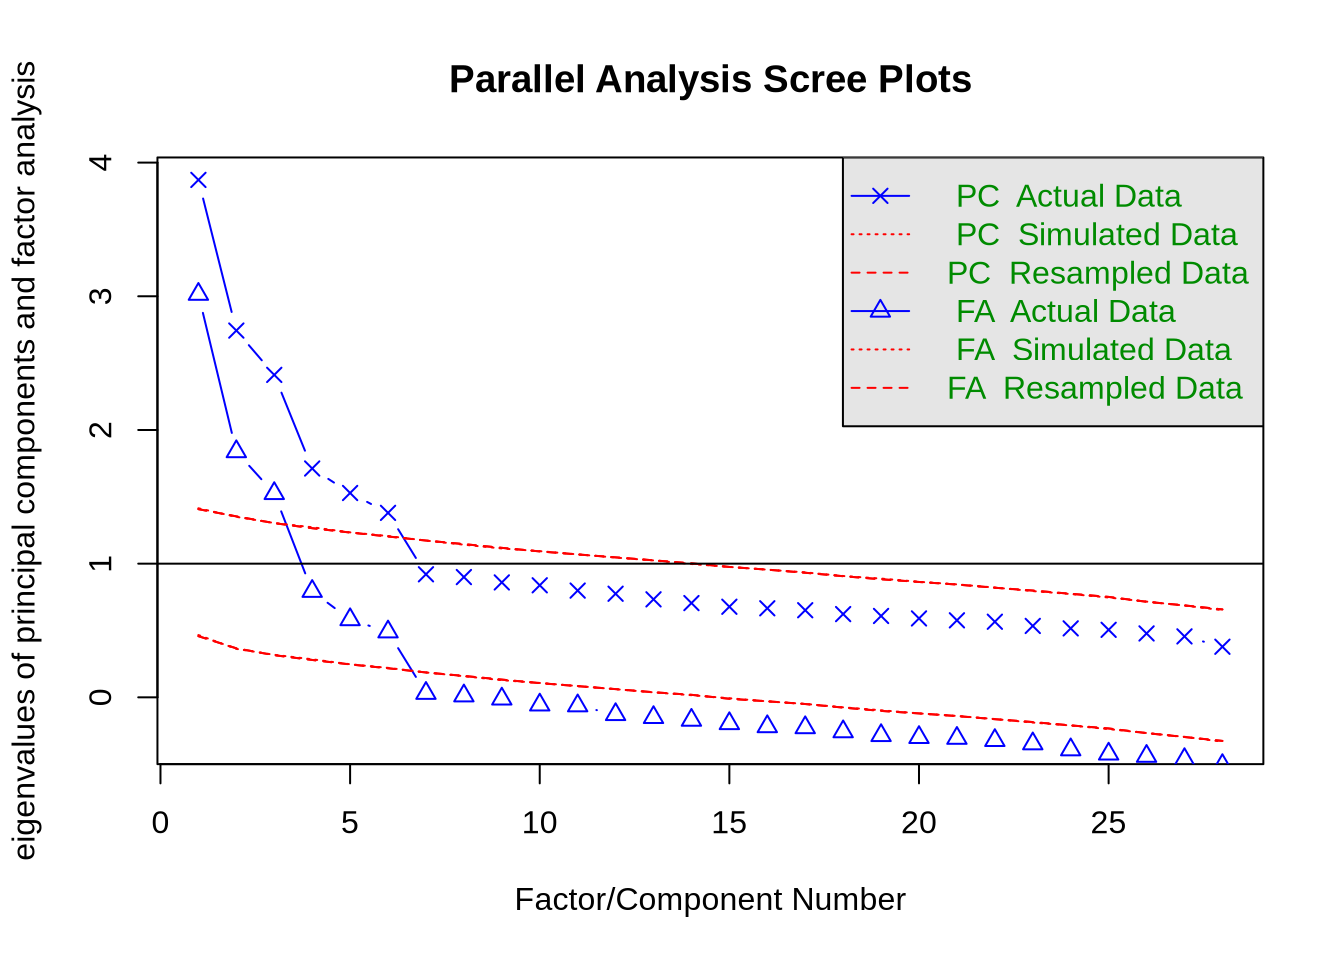 Parallel Analysis Scree Plots
eigenvalues of principal components and factor analysis
4
3
2
1
0
PC Actual Data
PC Simulated Data
PC Resampled Data
FA Actual Data
FA Simulated Data
FA Resampled Data
0 5 10 15 20 25
Factor/Component Number